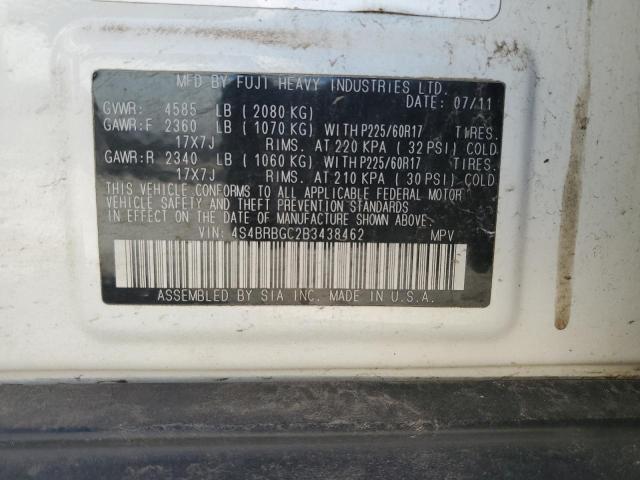 MFD BY FUJI HEAVY INDUSTRIES LTD.
DATE: 07/11
GVWR: 4585 LB ( 2080 KG)
GAWR:F 2360 LB ( 1070 KG) WITH P225/60R17 TIRES.
17X7J RIMS. AT 220 KPA ( 32 PSI) COLD
GAWR:R 2340 LB ( 1060 KG) WITH P225/60R17 TIRES.
17X7J RIMS. AT 210 KPA ( 30 PSI) COLD
THIS VEHICLE CONFORMS TO ALL APPLICABLE FEDERAL MOTOR
VEHICLE SAFETY AND THEFT PREVENTION STANDARDS
IN EFFECT ON THE DATE OF MANUFACTURE SHOWN ABOVE.
VIN: 4S4BRBGC2B3438462 MPV
ASSEMBLED BY SIA INC. MADE IN U.S.A.